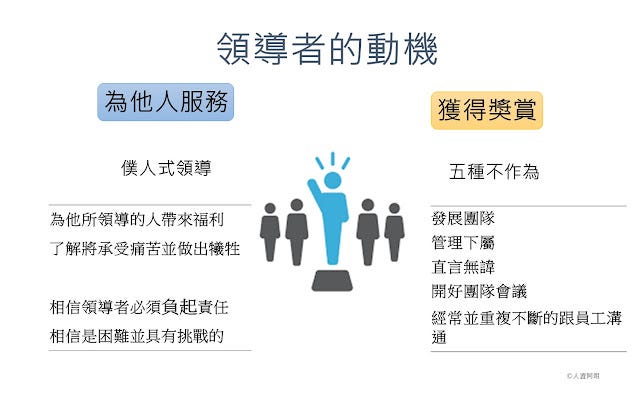 領導者的動機
為他人服務
獲得獎賞
僕人式領導
五種不作為
為他所領導的人帶來福利
了解將承受痛苦並做出犧牲
相信領導者必須負起責任
相信是困難並具有挑戰的
發展團隊
管理下屬
直言無諱
開好團隊會議
經常並重複不斷的跟員工溝
通
©人資阿姐